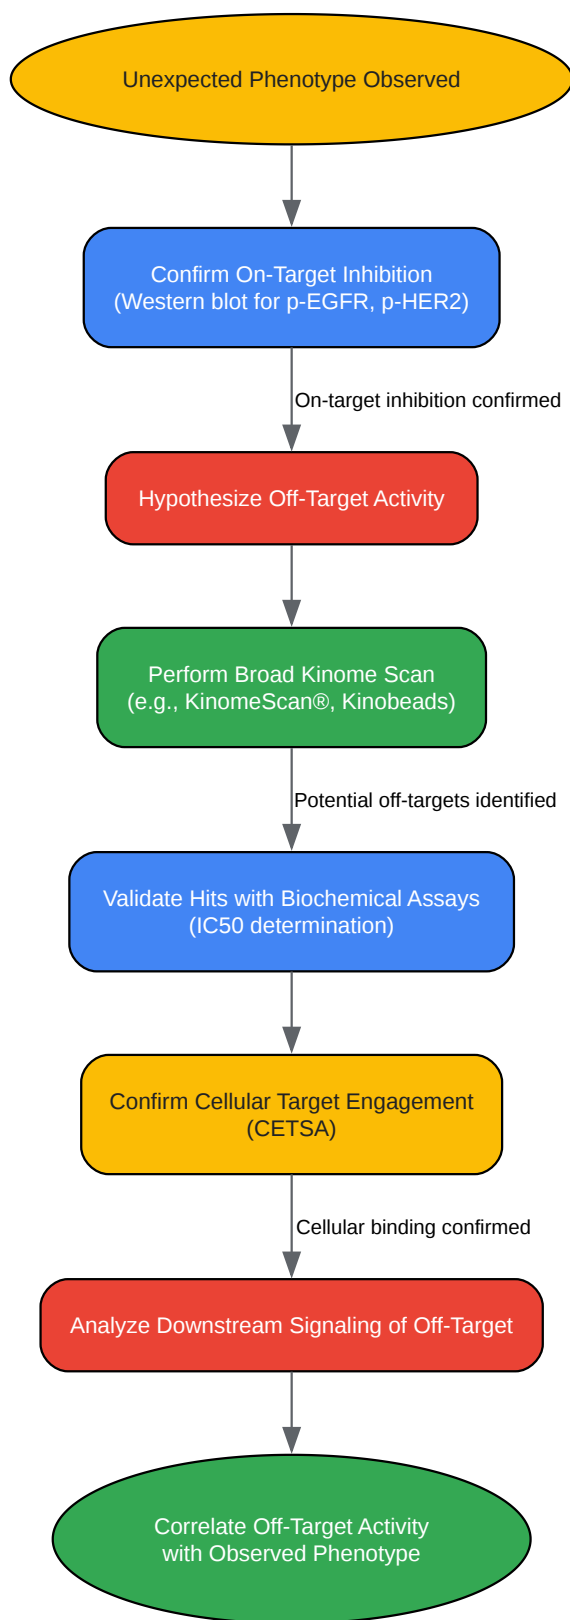 Unexpected Phenotype Observed
Confirm On-Target Inhibition
(Western blot for p-EGFR, p-HER2)
On-target inhibition confirmed
Hypothesize Off-Target Activity
Perform Broad Kinome Scan
(e.g., KinomeScan®, Kinobeads)
Potential off-targets identified
Validate Hits with Biochemical Assays
(IC50 determination)
Confirm Cellular Target Engagement
(CETSA)
Cellular binding confirmed
Analyze Downstream Signaling of Off-Target
Correlate Off-Target Activity
with Observed Phenotype